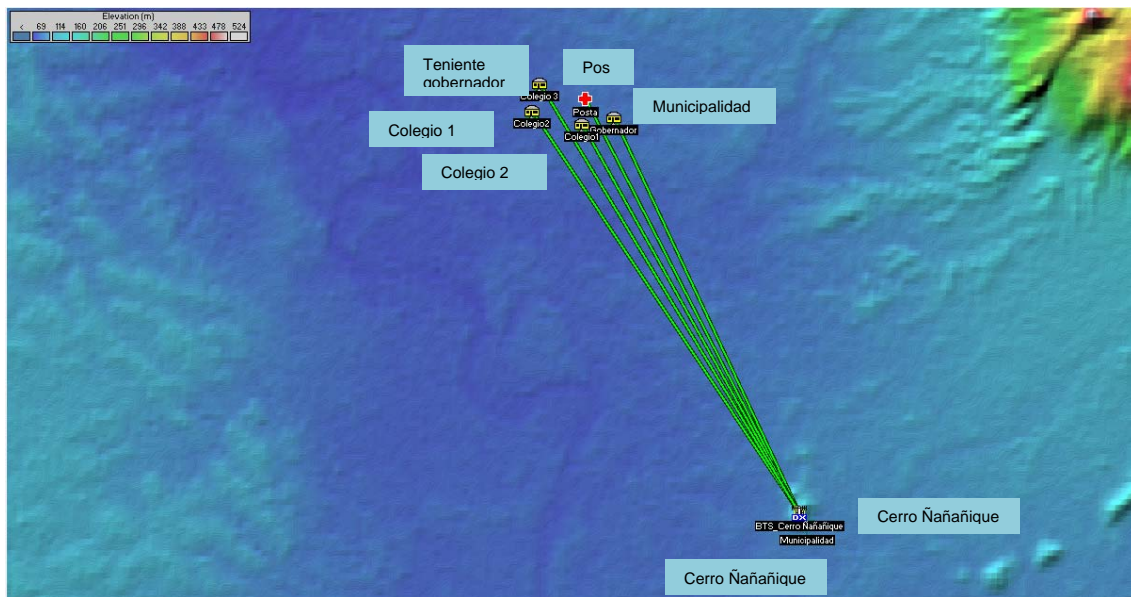 Elevation (m)
< 69 114 160 206 251 296 342 388 433 478 524
Teniente
gobernador
Pos
Municipalidad
Colegio 3
Posta
Colegio2
Gobernador
Colegio1
Colegio 1
Colegio 2
Cerro Ñañañique
BTS_Cerro Ñañañique
Municipalidad
Cerro Ñañañique